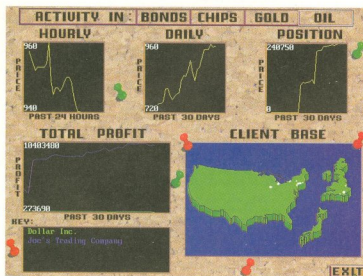 ACTIVITY IN: BONDS CHIPS GOLD OIL
HOURLY DAILY POSITION
960 960 240750
PRICE PRICE PRICE
940 720 0
PAST 24 HOURS PAST 30 DAYS PAST 30 DAYS
TOTAL PROFIT CLIENT BASE
10403480
PROFIT
273690
PAST 30 DAYS
KEY:
Dollar Inc.
Joe's Trading Company
EXIT